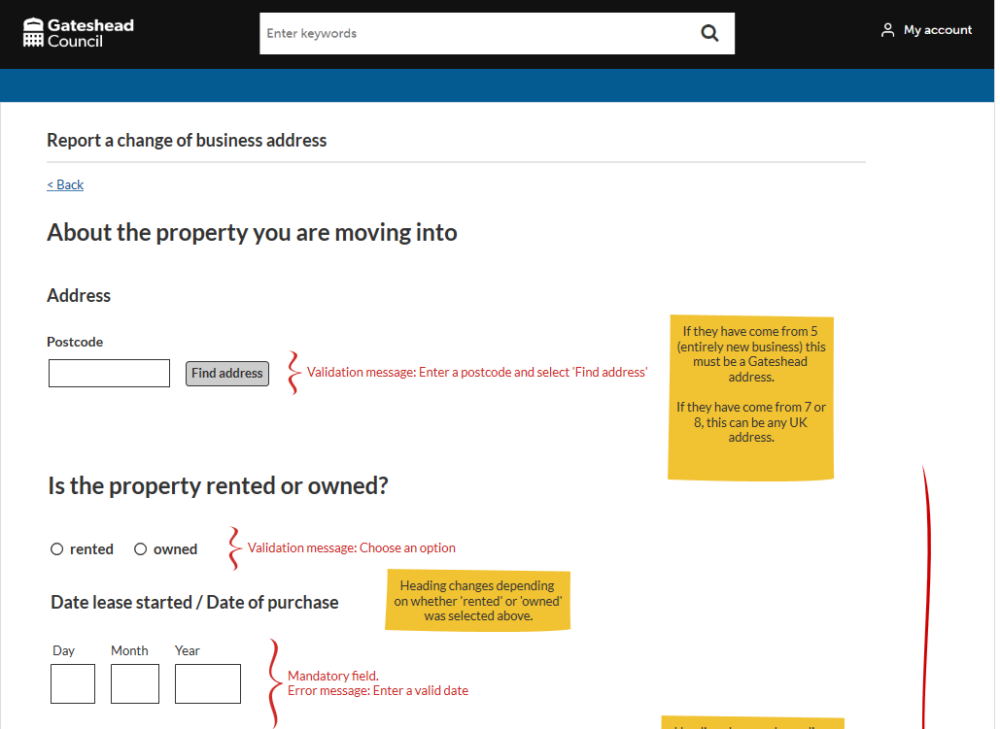 Gateshead
Council
Enter keywords
My account
Report a change of business address
< Back
About the property you are moving into
Address
Postcode
Find address
Validation message: Enter a postcode and select 'Find address'
If they have come from 5
(entirely new business) this
must be a Gateshead
address.
If they have come from 7 or
8, this can be any UK
address.
Is the property rented or owned?
rented
owned
Validation message: Choose an option
Heading changes depending
on whether 'rented' or 'owned'
was selected above.
Date lease started / Date of purchase
Day
Month
Year
Mandatory field.
Error message: Enter a valid date